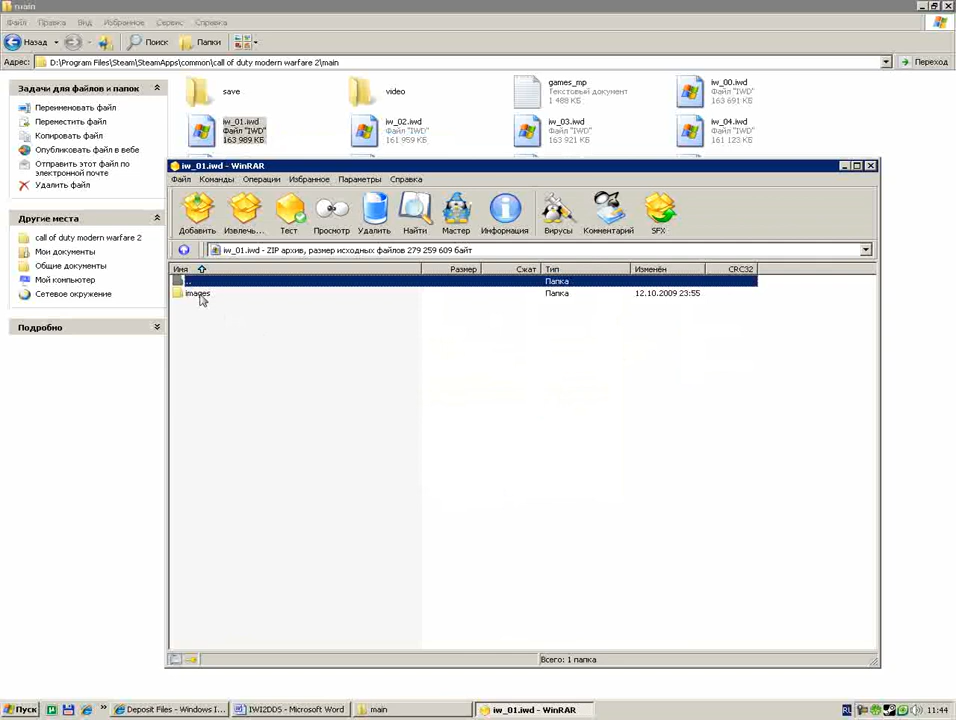 main
Файл Правка Вид Избранное Сервис Справка
Назад Поиск Папки
Адрес: D:\Program Files\Steam\SteamApps\common\call of duty modern warfare 2\main Переход
Задачи для файлов и папок
Переименовать файл
Переместить файл
Копировать файл
Опубликовать файл в вебе
Отправить этот файл по
электронной почте
Удалить файл
Другие места
call of duty modern warfare 2
Мои документы
Общие документы
Мой компьютер
Сетевое окружение
Подробно
save
video
games_mp
Текстовый документ
1 488 КБ
iw_00.iwd
Файл "IWD"
163 691 КБ
iw_01.iwd
Файл "IWD"
163 989 КБ
iw_02.iwd
Файл "IWD"
161 959 КБ
iw_03.iwd
Файл "IWD"
163 921 КБ
iw_04.iwd
Файл "IWD"
161 123 КБ
iw_01.iwd - WinRAR
Файл Команды Операции Избранное Параметры Справка
Добавить Извлечь... Тест Просмотр Удалить Найти Мастер Информация Вирусы Комментарий SFX
iw_01.iwd - ZIP архив, размер исходных файлов 279 259 609 байт
Имя Размер Сжат Тип Изменён CRC32
.. Папка
images Папка 12.10.2009 23:55
Всего: 1 папка
Пуск » Deposit Files - Windows I... IWI2DDS - Microsoft Word main iw_01.iwd - WinRAR RL 11:44